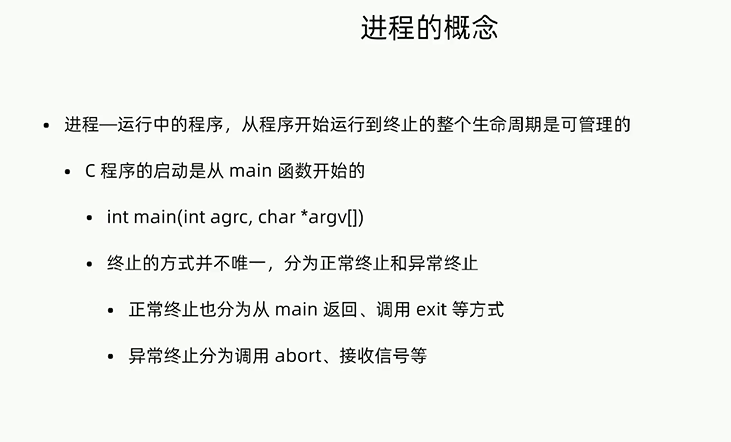 进程的概念
• 进程—运行中的程序，从程序开始运行到终止的整个生命周期是可管理的
• C 程序的启动是从 main 函数开始的
• int main(int agrc, char *argv[])
• 终止的方式并不唯一，分为正常终止和异常终止
• 正常终止也分为从 main 返回、调用 exit 等方式
• 异常终止分为调用 abort、接收信号等